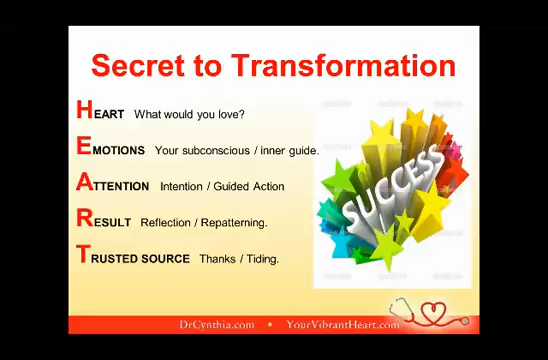 Secret to Transformation
HEART What would you love?
EMOTIONS Your subconscious / inner guide.
ATTENTION Intention / Guided Action
RESULT Reflection / Repatterning.
TRUSTED SOURCE Thanks / Tiding.
SUCCESS
DrCynthia.com • YourVibrantHeart.com